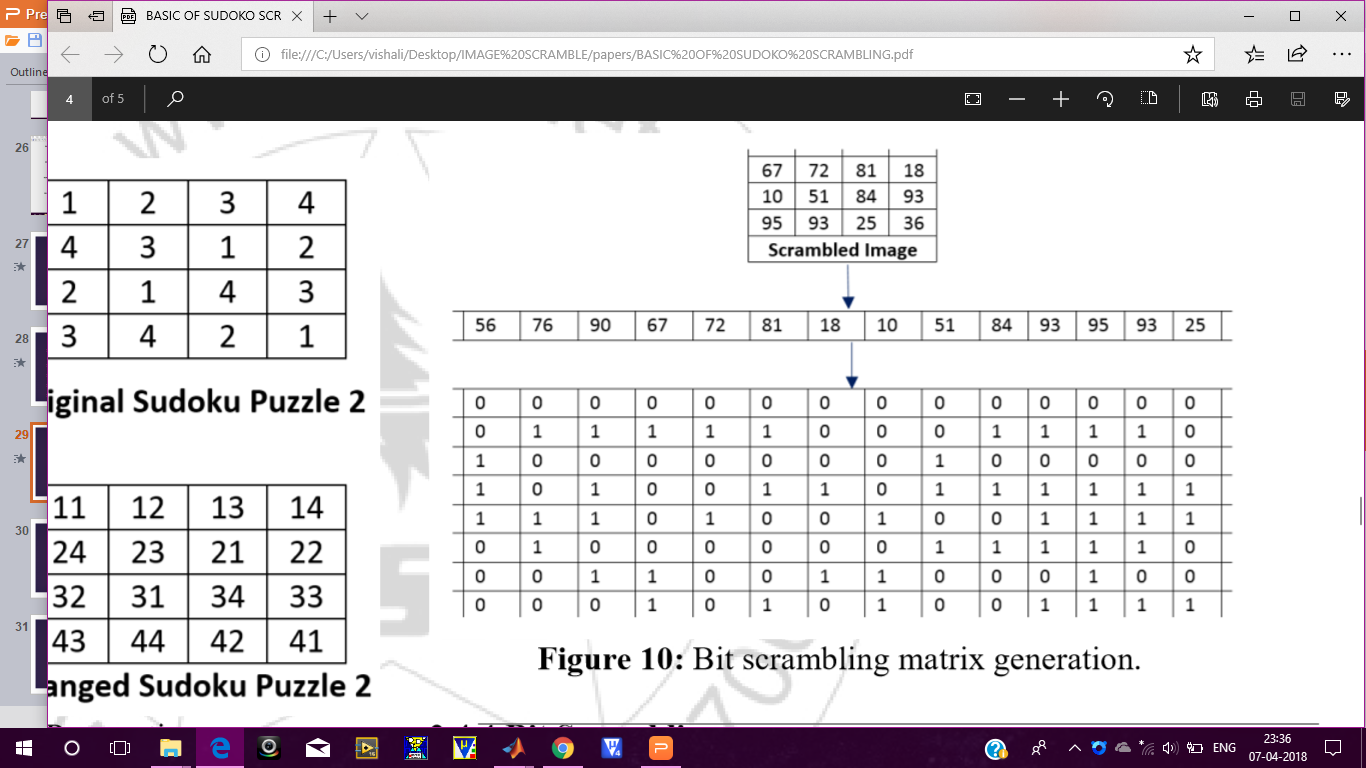 Pre
BASIC OF SUDOKO SCR
file:///C:/Users/vishali/Desktop/IMAGE%20SCRAMBLE/papers/BASIC%20OF%20SUDOKO%20SCRAMBLING.pdf
Outline
4 of 5
26
27
28
29
30
31
1 2 3 4
4 3 1 2
2 1 4 3
3 4 2 1
iginal Sudoku Puzzle 2
11 12 13 14
24 23 21 22
32 31 34 33
43 44 42 41
anged Sudoku Puzzle 2
67 72 81 18
10 51 84 93
95 93 25 36
Scrambled Image
56 76 90 67 72 81 18 10 51 84 93 95 93 25
0 0 0 0 0 0 0 0 0 0 0 0 0 0
0 1 1 1 1 1 0 0 0 1 1 1 1 0
1 0 0 0 0 0 0 0 1 0 0 0 0 0
1 0 1 0 0 1 1 0 1 1 1 1 1 1
1 1 1 0 1 0 0 1 0 0 1 1 1 1
0 1 0 0 0 0 0 0 1 1 1 1 1 0
0 0 1 1 0 0 1 1 0 0 0 1 0 0
0 0 0 1 0 1 0 1 0 0 1 1 1 1
Figure 10: Bit scrambling matrix generation.
ENG
23:36
07-04-2018